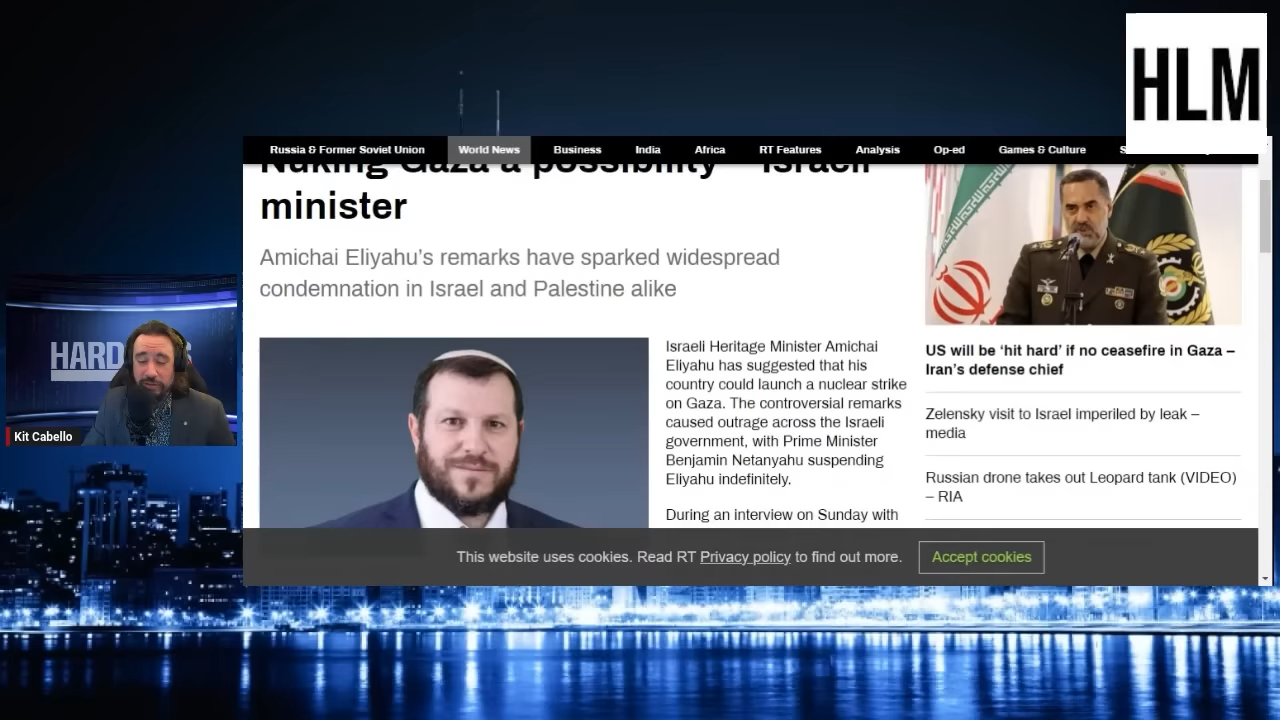 HLM
Russia & Former Soviet Union World News Business India Africa RT Features Analysis Op-ed Games & Culture
Nuking Gaza a possibility – Israeli
minister
Amichai Eliyahu’s remarks have sparked widespread
condemnation in Israel and Palestine alike
Israeli Heritage Minister Amichai
Eliyahu has suggested that his
country could launch a nuclear strike
on Gaza. The controversial remarks
caused outrage across the Israeli
government, with Prime Minister
Benjamin Netanyahu suspending
Eliyahu indefinitely.
During an interview on Sunday with
US will be ‘hit hard’ if no ceasefire in Gaza –
Iran’s defense chief
Zelensky visit to Israel imperiled by leak –
media
Russian drone takes out Leopard tank (VIDEO)
– RIA
HARD
Kit Cabello
This website uses cookies. Read RT Privacy policy to find out more. Accept cookies